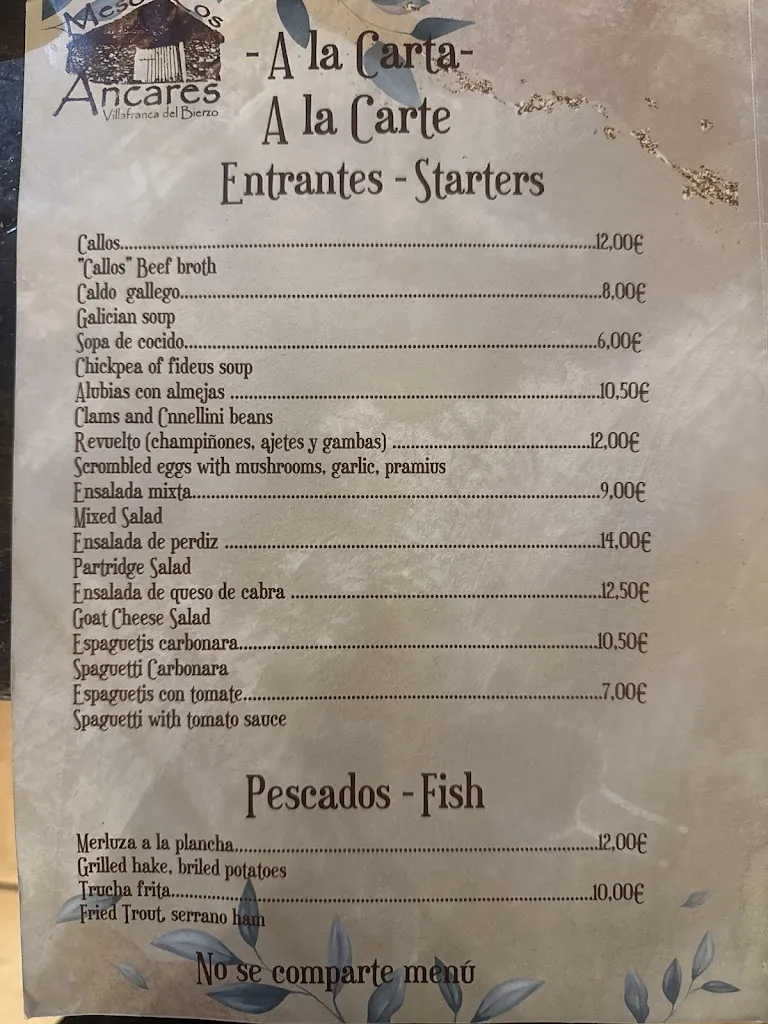 Ancares
Villafranca del Bierzo
- A la Carta-
A la Carte
Entrantes - Starters
Callos..........12,00€
"Callos" Beef broth
Caldo gallego..........8,00€
Galician soup
Sopa de cocido..........6,00€
Chickpea of fideus soup
Alubias con almejas ..........10,50€
Clams and Cnnellini beans
Revuelto (champiñones, ajetes y gambas) ..........12,00€
Scrombled eggs with mushrooms, garlic, pramius
Ensalada mixta..........9,00€
Mixed Salad
Ensalada de perdiz ..........14,00€
Partridge Salad
Ensalada de queso de cabra ..........12,50€
Goat Cheese Salad
Espaguetis carbonara..........10,50€
Spaguetti Carbonara
Espaguetis con tomate..........7,00€
Spaguetti with tomato sauce
Pescados - Fish
Merluza a la plancha..........12,00€
Grilled hake, briled potatoes
Trucha frita..........10,00€
Fried Trout, serrano ham
No se comparte menú